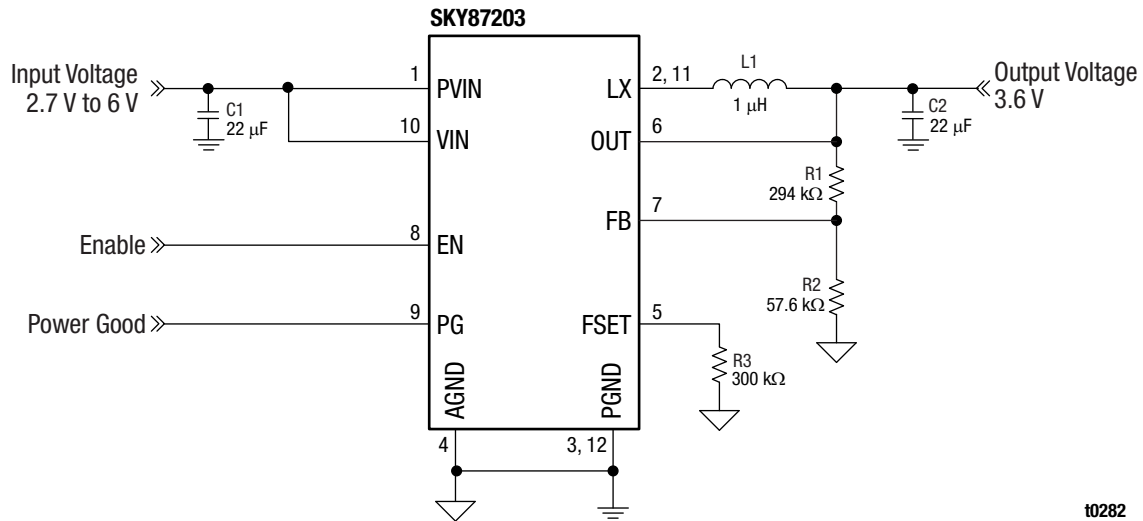 SKY87203
Input Voltage
2.7 V to 6 V
C1
22 µF
1
PVIN
10
VIN
Enable
8
EN
Power Good
9
PG
AGND
4
PGND
3, 12
LX
2, 11
L1
1 µH
OUT
6
FB
7
FSET
5
R1
294 kΩ
R2
57.6 kΩ
R3
300 kΩ
C2
22 µF
Output Voltage
3.6 V
t0282